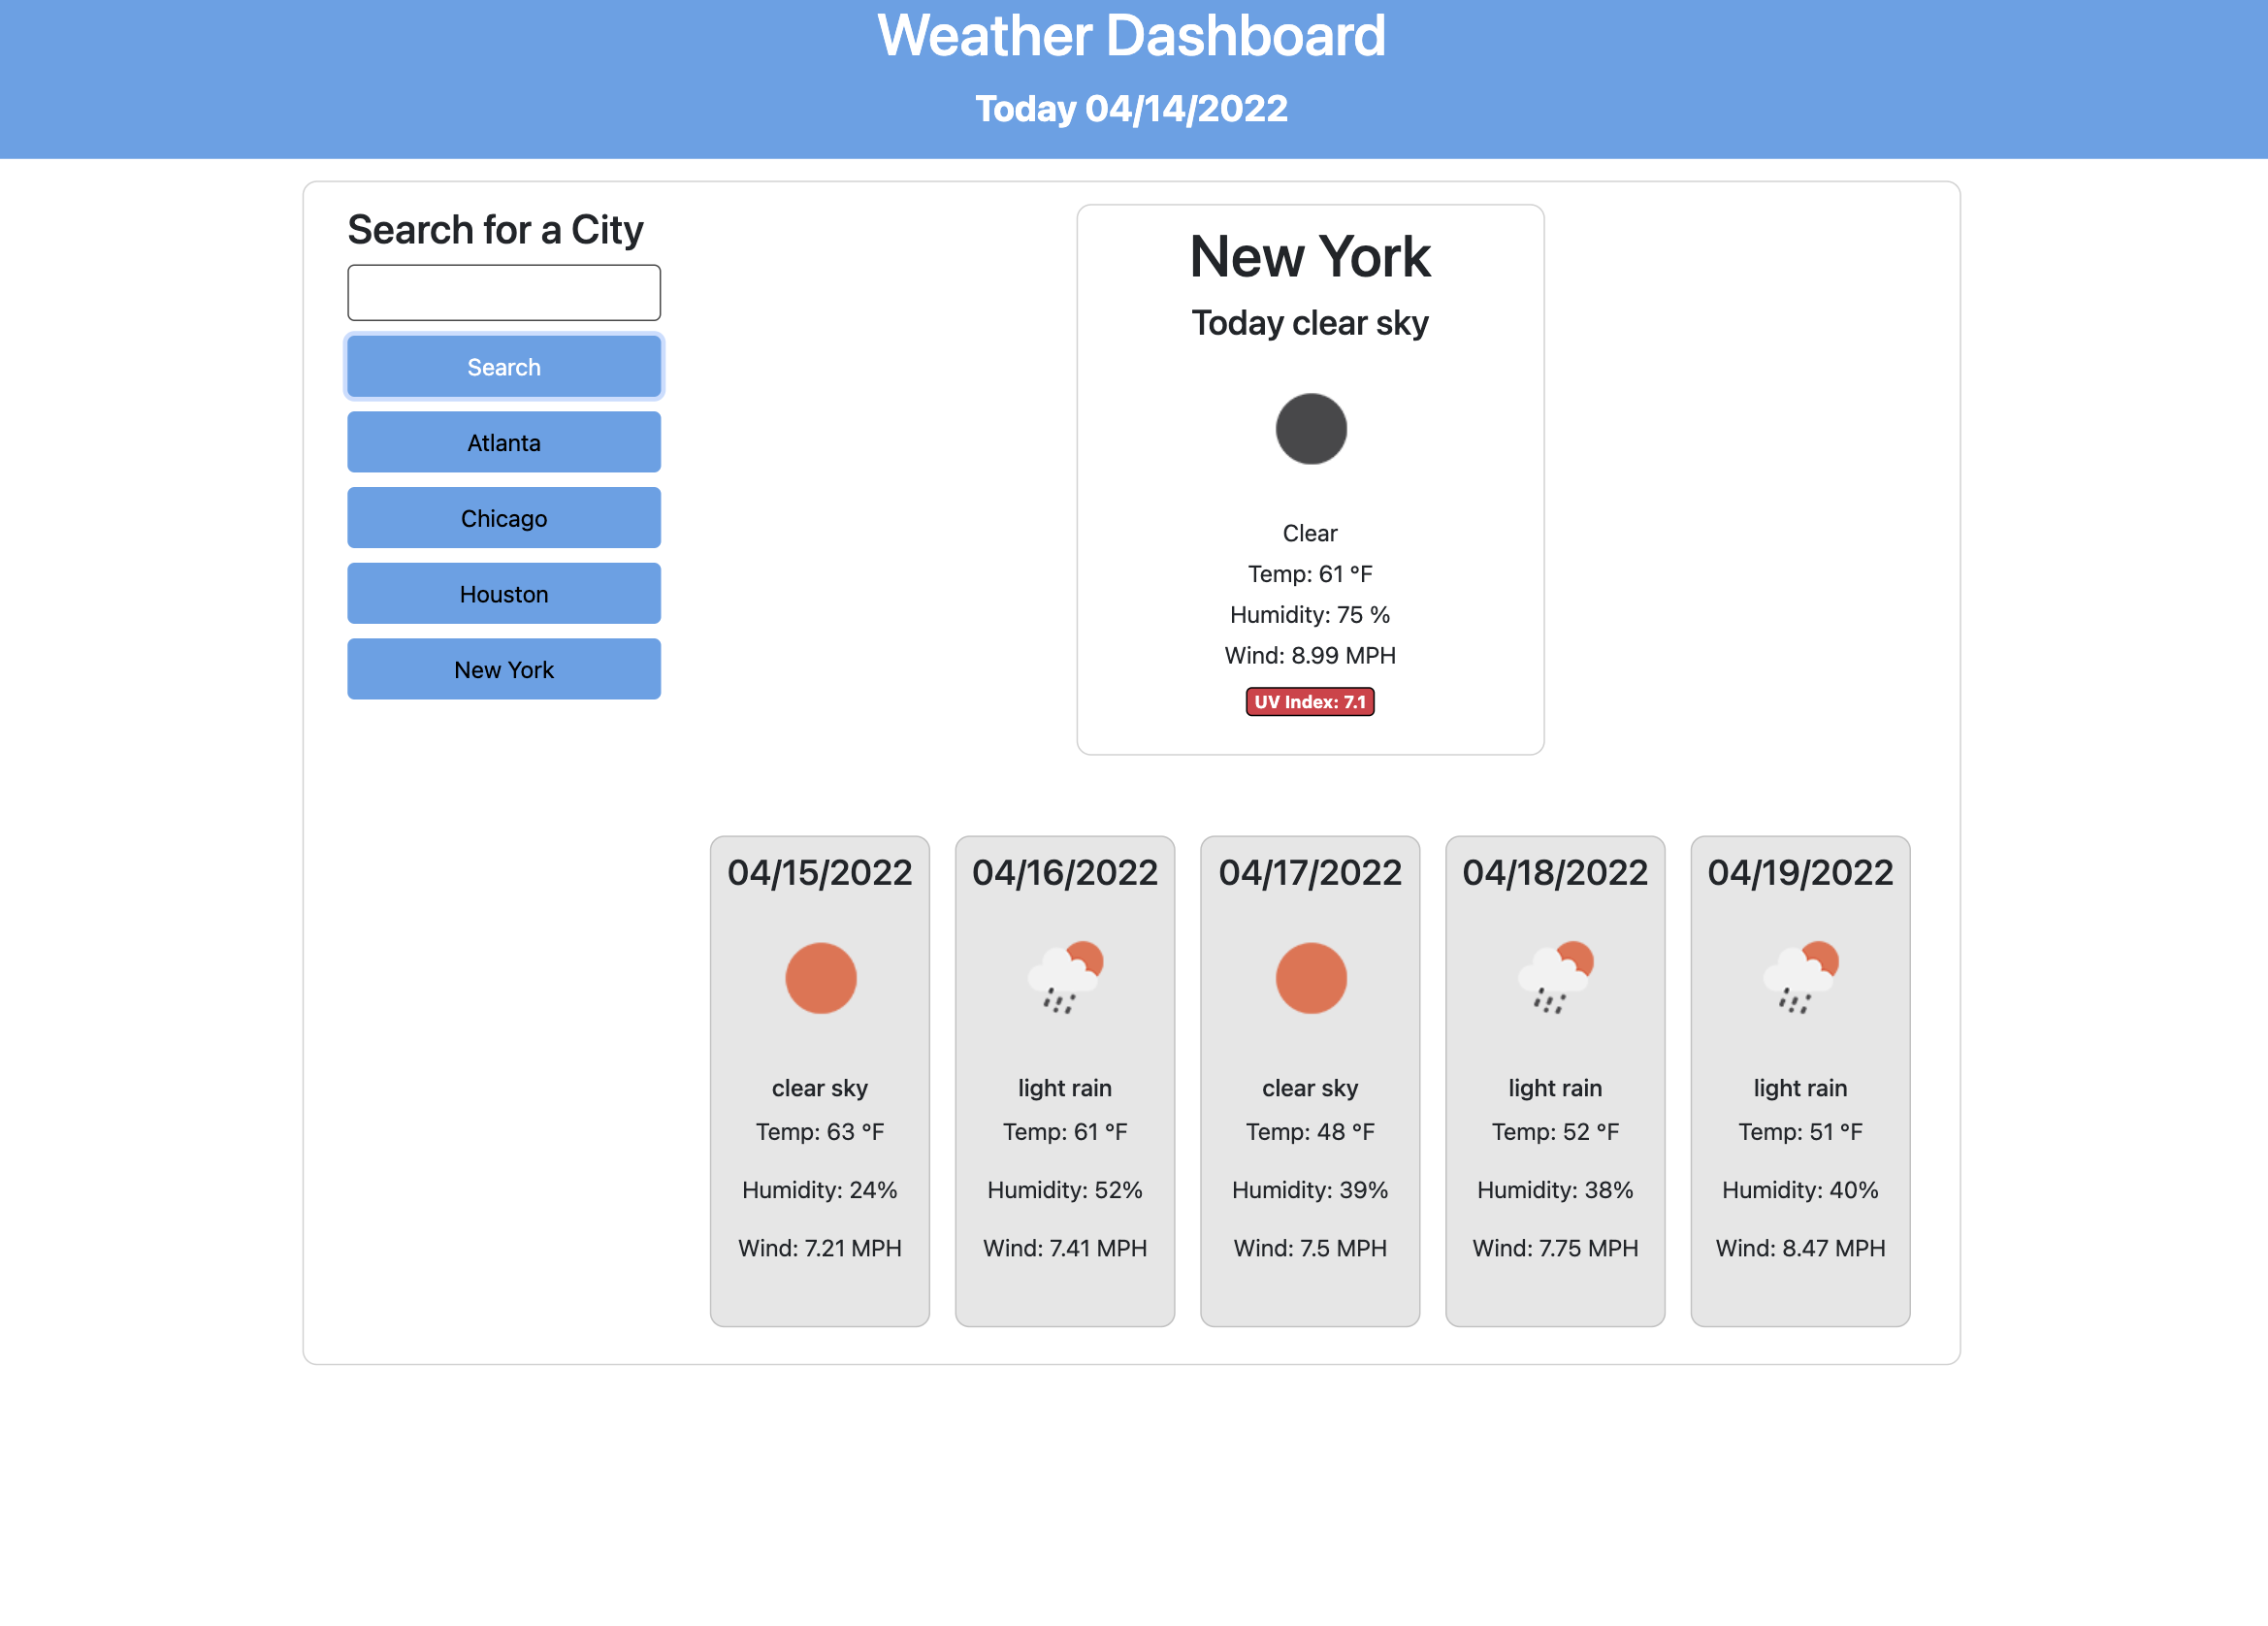 Weather Dashboard
Today 04/14/2022
Search for a City
Search
Atlanta
Chicago
Houston
New York
New York
Today clear sky
Clear
Temp: 61 °F
Humidity: 75 %
Wind: 8.99 MPH
UV Index: 7.1
04/15/2022
clear sky
Temp: 63 °F
Humidity: 24%
Wind: 7.21 MPH
04/16/2022
light rain
Temp: 61 °F
Humidity: 52%
Wind: 7.41 MPH
04/17/2022
clear sky
Temp: 48 °F
Humidity: 39%
Wind: 7.5 MPH
04/18/2022
light rain
Temp: 52 °F
Humidity: 38%
Wind: 7.75 MPH
04/19/2022
light rain
Temp: 51 °F
Humidity: 40%
Wind: 8.47 MPH